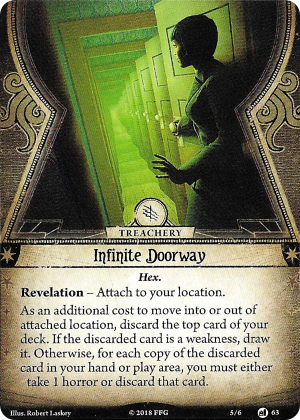 TREACHERY
Infinite Doorway
Hex.
Revelation – Attach to your location.
As an additional cost to move into or out of
attached location, discard the top card of your
deck. If the discarded card is a weakness, draw
it. Otherwise, for each copy of the discarded
card in your hand or play area, you must either
take 1 horror or discard that card.
Illus. Robert Laskey © 2018 FFG 5/6 63